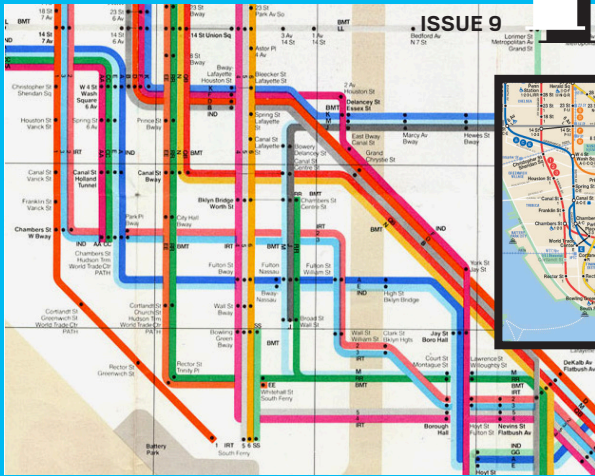 ISSUE 9
18 St
7 Av
23 St
6 Av
23 St
Park Av So
BMT
LL
14 St
7 Av
14 St
6 Av
14 St Union Sq
3 Av
14 St
1 Av
14 St
Bedford Av
N 7 St
Lorimer St
Metropolitan Av
Grand St
8 St
Bway
Astor Pl
4 Av
Bway-
Lafayette
Houston St
Bleecker St
Lafayette St
2 Av
Houston St
Christopher St
Sheridan Sq
W 4 St
Wash
Square
6 Av
IND
BMT
Delancey St
Essex St
Houston St
Varick St
Spring St
6 Av
Prince St
Bway
Spring St
Lafayette
St
Marcy Av
Bway
Hewes St
Canal St
Lafayette
St
Bowery
Delancey St
East Bway
Canal St
Grand
Chrystie St
IRT
IND
BMT
Canal St
Varick St
Canal St
Holland
Tunnel
Canal St
Bway
Canal St
Centre St
Franklin St
Varick St
Bklyn Bridge
Worth St
RR BMT
Chambers St
Centre St
Park Pl
Bway
City Hall
Bway
Chambers St
W Bway
IND AA CC
Chambers St
Hudson Trm
World Trade Ctr
PATH
BMT
IRT
Fulton St
Bway
Fulton
Nassau
Fulton St
William St
York St
Jay St
IND
Bway-
Nassau
High St
Bklyn Bridge
Cortlandt St
Greenwich St
World Trade Ctr
PATH
Cortlandt St
Church St
Hudson Trm
World Trade Ctr
PATH
Wall St
Bway
Bowling
Green
Bway
Broad St
Wall St
Wall St
William St
Clark St
Bklyn Hgts
Jay St
Boro Hall
IRT
Rector St
Greenwich St
Rector St
Trinity Pl
Court St
Montague St
Lawrence St
Willoughby St
DeKalb Av
Flatbush Av
Whitehall St
South Ferry
BMT
Borough
Hall
Hoyt St
Fulton St
Nevins St
Flatbush Av
Battery
Park
IRT
South Ferry
IND
Hoyt St